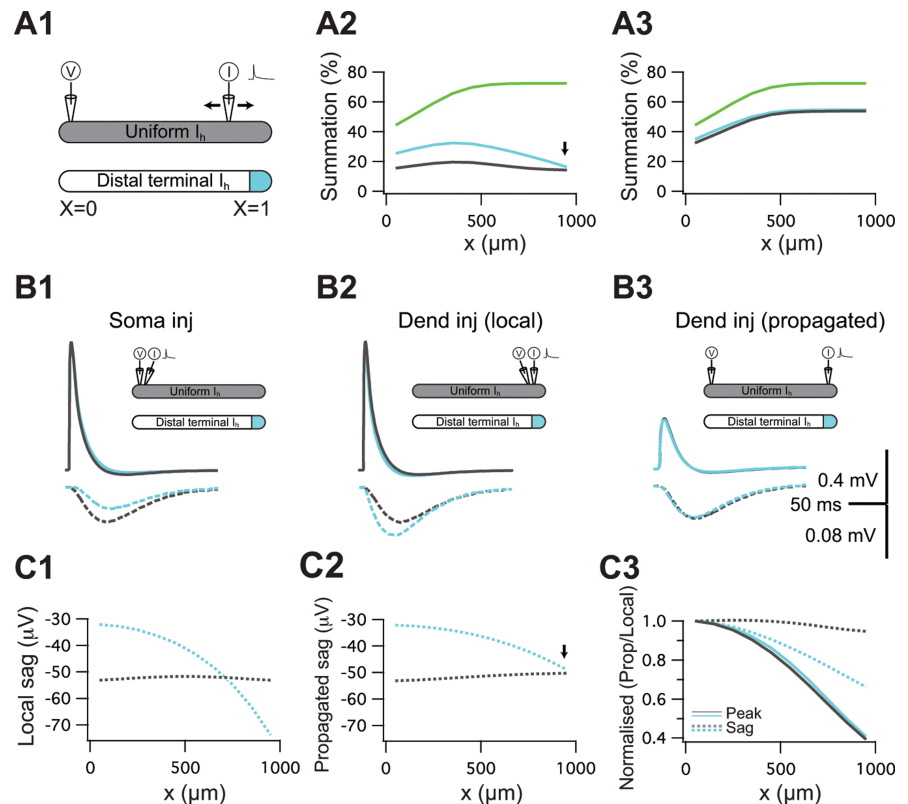 A1
V
I
Uniform Ih
Distal terminal Ih
X=0
X=1
A2
Summation (%)
80
60
40
20
0
0
500
1000
x (µm)
A3
Summation (%)
80
60
40
20
0
0
500
1000
x (µm)
B1
Soma inj
V
I
Uniform Ih
Distal terminal Ih
B2
Dend inj (local)
V
I
Uniform Ih
Distal terminal Ih
B3
Dend inj (propagated)
V
I
Uniform Ih
Distal terminal Ih
0.4 mV
50 ms
0.08 mV
C1
Local sag (µV)
-30
-40
-50
-60
-70
0
500
1000
x (µm)
C2
Propagated sag (µV)
-30
-40
-50
-60
-70
0
500
1000
x (µm)
C3
Normalised (Prop/Local)
1.0
0.8
0.6
0.4
Peak
Sag
0
500
1000
x (µm)